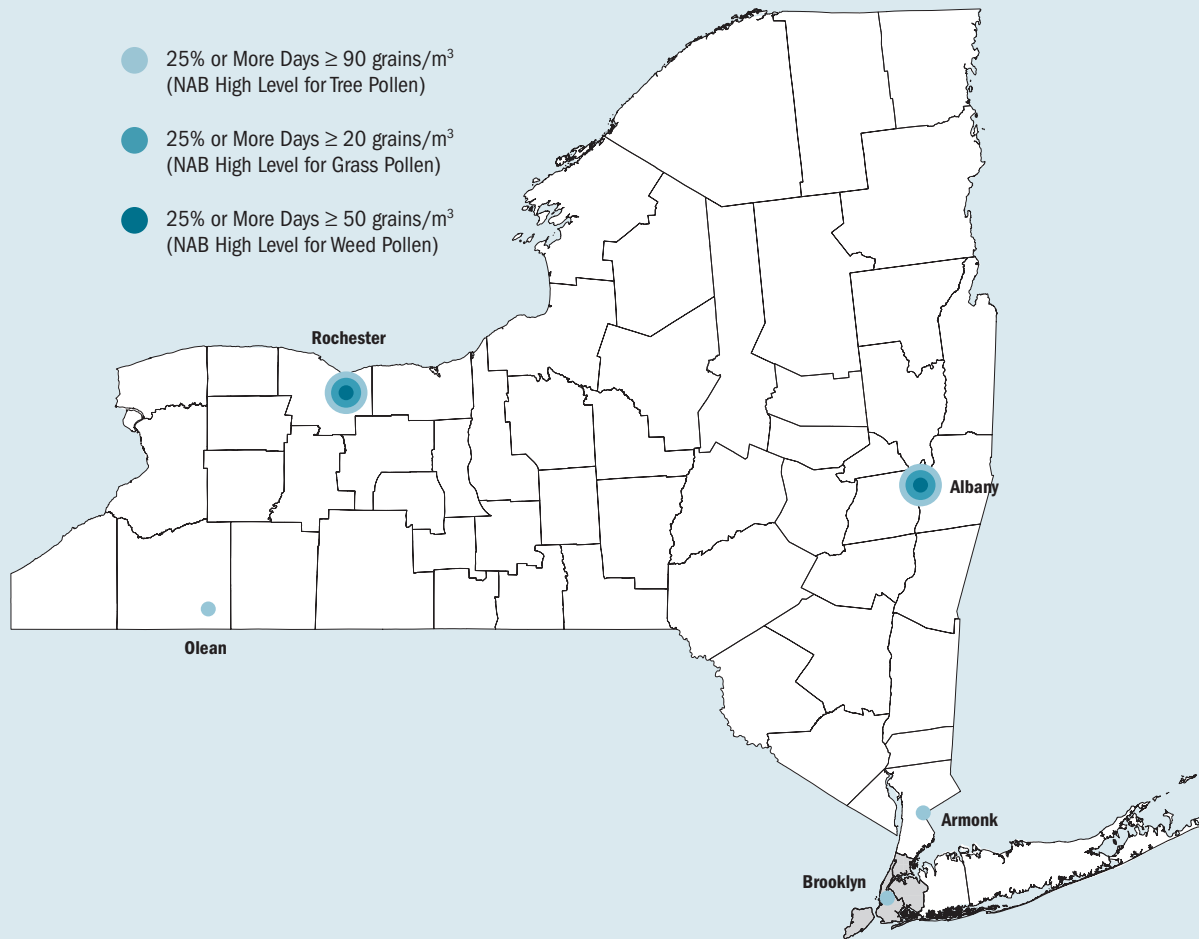 25% or More Days ≥ 90 grains/m³
(NAB High Level for Tree Pollen)
25% or More Days ≥ 20 grains/m³
(NAB High Level for Grass Pollen)
25% or More Days ≥ 50 grains/m³
(NAB High Level for Weed Pollen)
Rochester
Albany
Olean
Armonk
Brooklyn